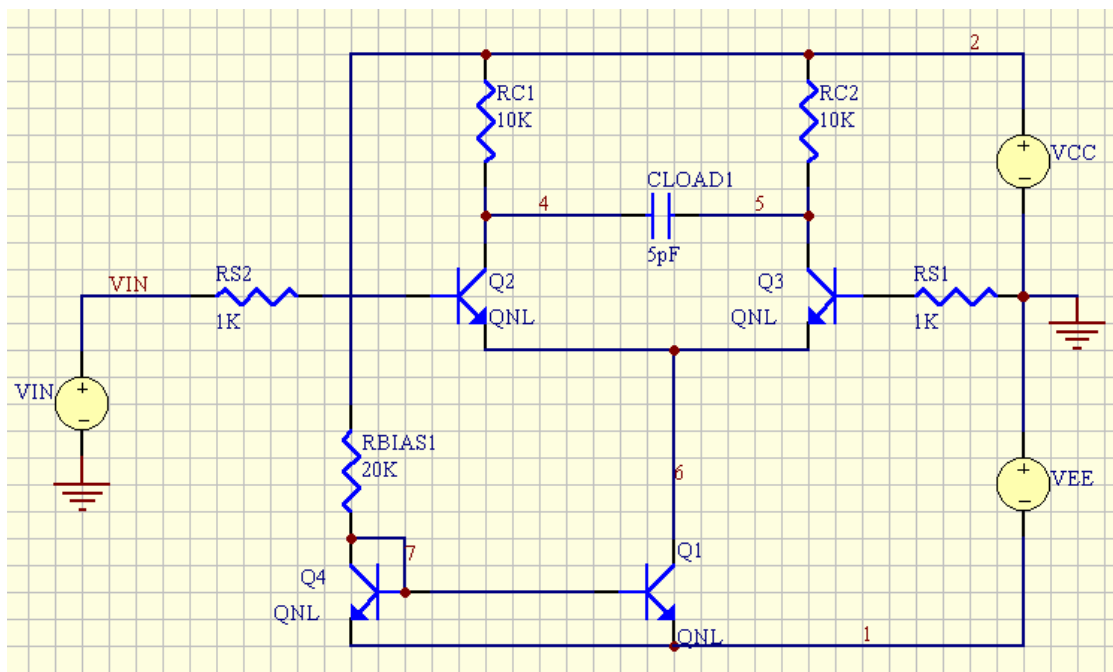 2
RC1
10K
RC2
10K
VCC
CLOAD1
4
5
5pF
VIN
RS2
1K
Q2
QNL
Q3
QNL
RS1
1K
VIN
+
-
+
-
+
-
RBIAS1
20K
6
VEE
7
Q4
QNL
Q1
QNL
1